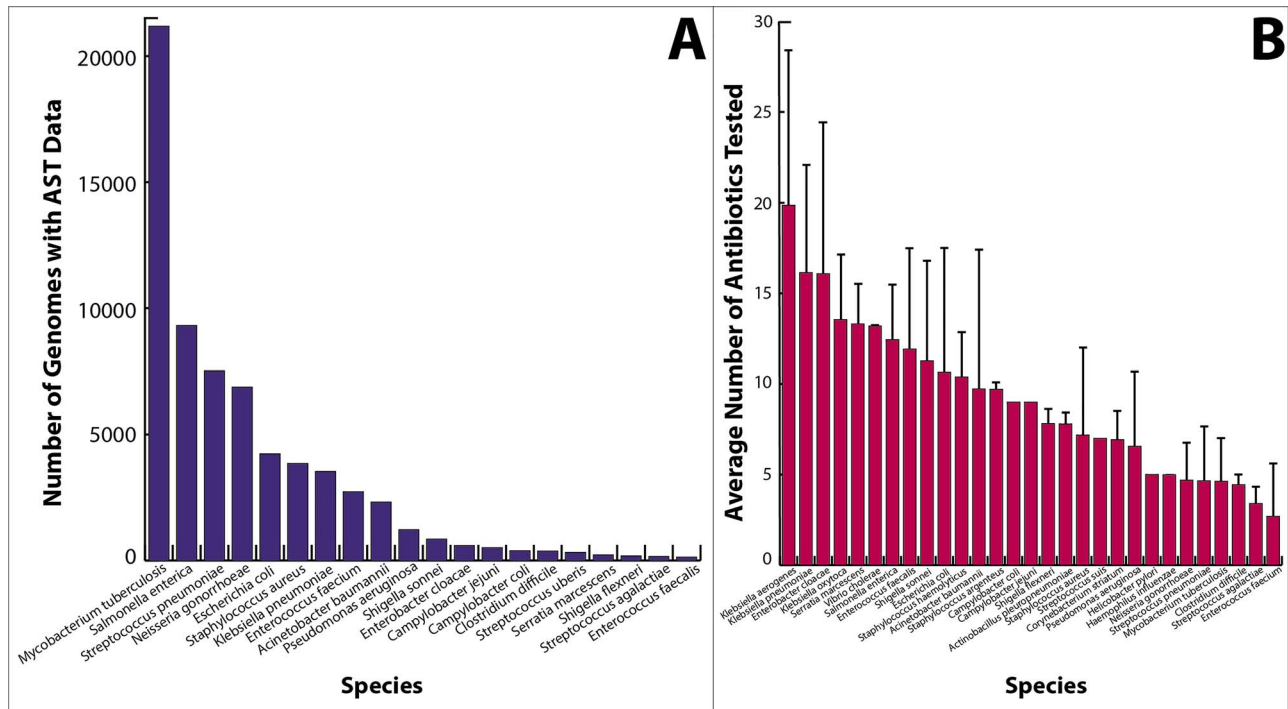 A
Number of Genomes with AST Data
20000
15000
10000
5000
0
Mycobacterium tuberculosis
Salmonella enterica
Streptococcus pneumoniae
Neisseria gonorrhoeae
Escherichia coli
Staphylococcus aureus
Klebsiella pneumoniae
Enterococcus faecium
Acinetobacter baumannii
Pseudomonas aeruginosa
Shigella sonnei
Enterobacter cloacae
Campylobacter jejuni
Campylobacter coli
Clostridium difficile
Streptococcus uberis
Serratia marcescens
Shigella flexneri
Streptococcus agalactiae
Enterococcus faecalis
Species
B
Average Number of Antibiotics Tested
30
25
20
15
10
5
0
Klebsiella aerogenes
Klebsiella pneumoniae
Enterobacter cloacae
Klebsiella oxytoca
Serratia marcescens
Vibrio cholerae
Salmonella enterica
Enterococcus faecalis
Shigella sonnei
Escherichia coli
Staphylococcus haemolyticus
Acinetobacter baumannii
Staphylococcus argenteus
Campylobacter coli
Campylobacter jejuni
Shigella flexneri
Actinobacillus pleuropneumoniae
Staphylococcus aureus
Streptococcus suis
Corynebacterium striatum
Pseudomonas aeruginosa
Helicobacter pylori
Haemophilus influenzae
Neisseria gonorrhoeae
Streptococcus pneumoniae
Mycobacterium tuberculosis
Clostridium difficile
Streptococcus agalactiae
Enterococcus faecium
Species